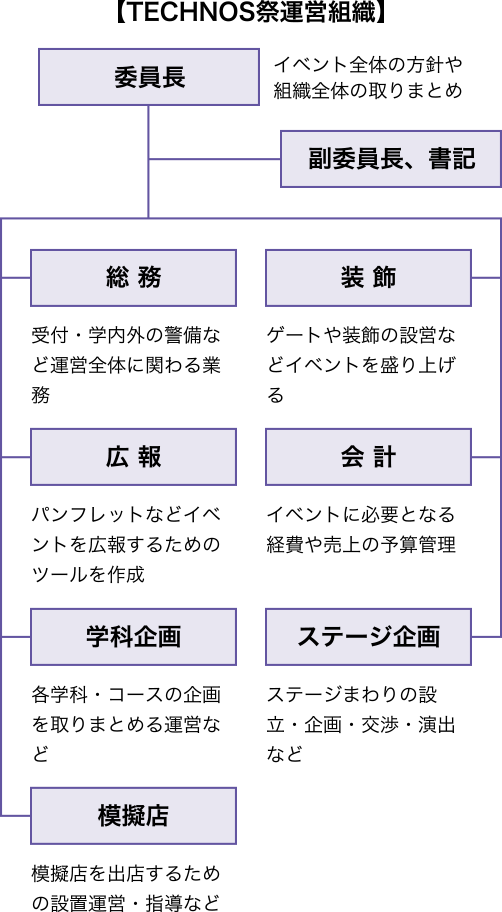 【TECHNOS祭運営組織】
委員長
イベント全体の方針や
組織全体の取りまとめ
副委員長、書記
総 務
受付・学内外の警備な
ど運営全体に関わる業
務
装 飾
ゲートや装飾の設営な
どイベントを盛り上げ
る
広 報
パンフレットなどイベ
ントを広報するための
ツールを作成
会 計
イベントに必要となる
経費や売上の予算管理
学科企画
各学科・コースの企画
を取りまとめる運営な
ど
ステージ企画
ステージまわりの設
立・企画・交渉・演出
など
模擬店
模擬店を出店するため
の設置運営・指導など